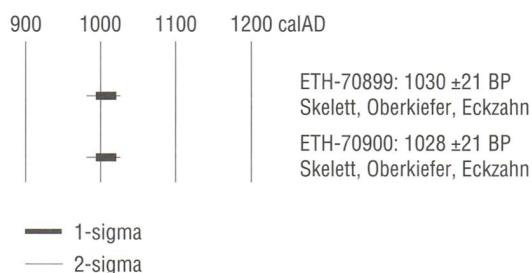 900 1000 1100 1200 calAD
ETH-70899: 1030 ±21 BP
Skelett, Oberkiefer, Eckzahn
ETH-70900: 1028 ±21 BP
Skelett, Oberkiefer, Eckzahn
1-sigma
2-sigma